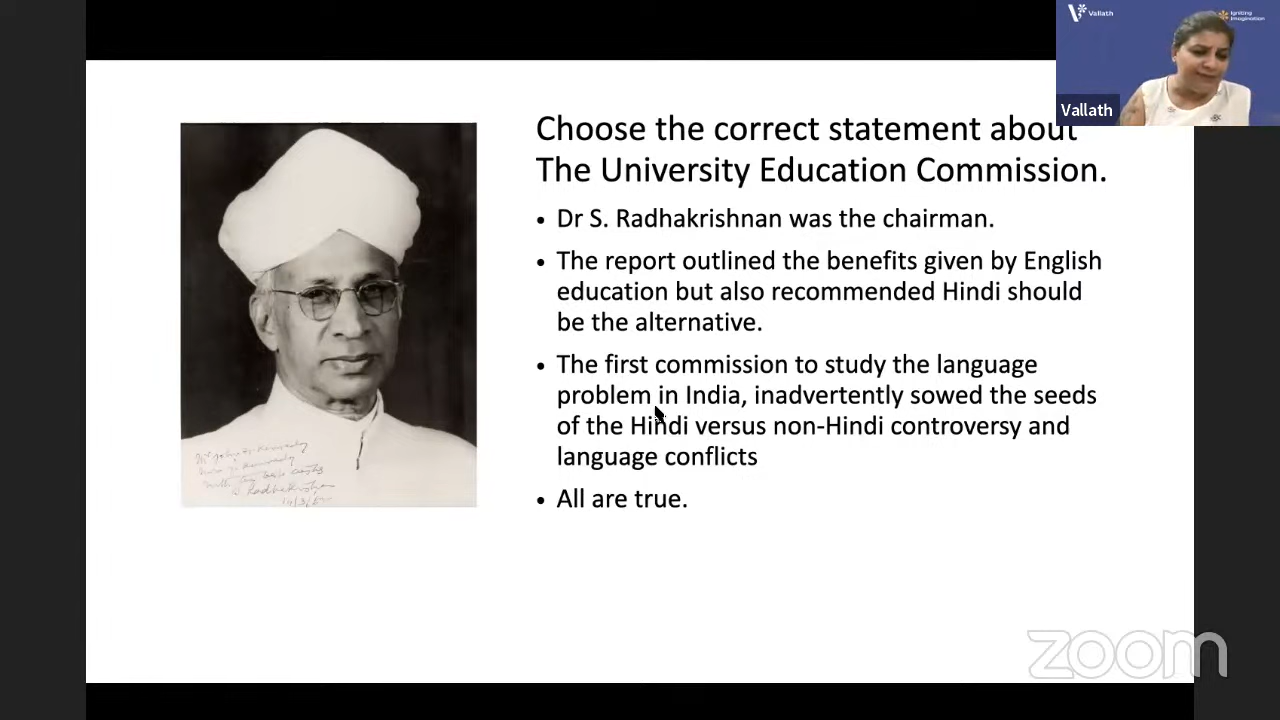 Vallath
Igniting
Imagination
Vallath
Choose the correct statement about
The University Education Commission.
• Dr S. Radhakrishnan was the chairman.
• The report outlined the benefits given by English
education but also recommended Hindi should
be the alternative.
• The first commission to study the language
problem in India, inadvertently sowed the seeds
of the Hindi versus non-Hindi controversy and
language conflicts
• All are true.
zoom